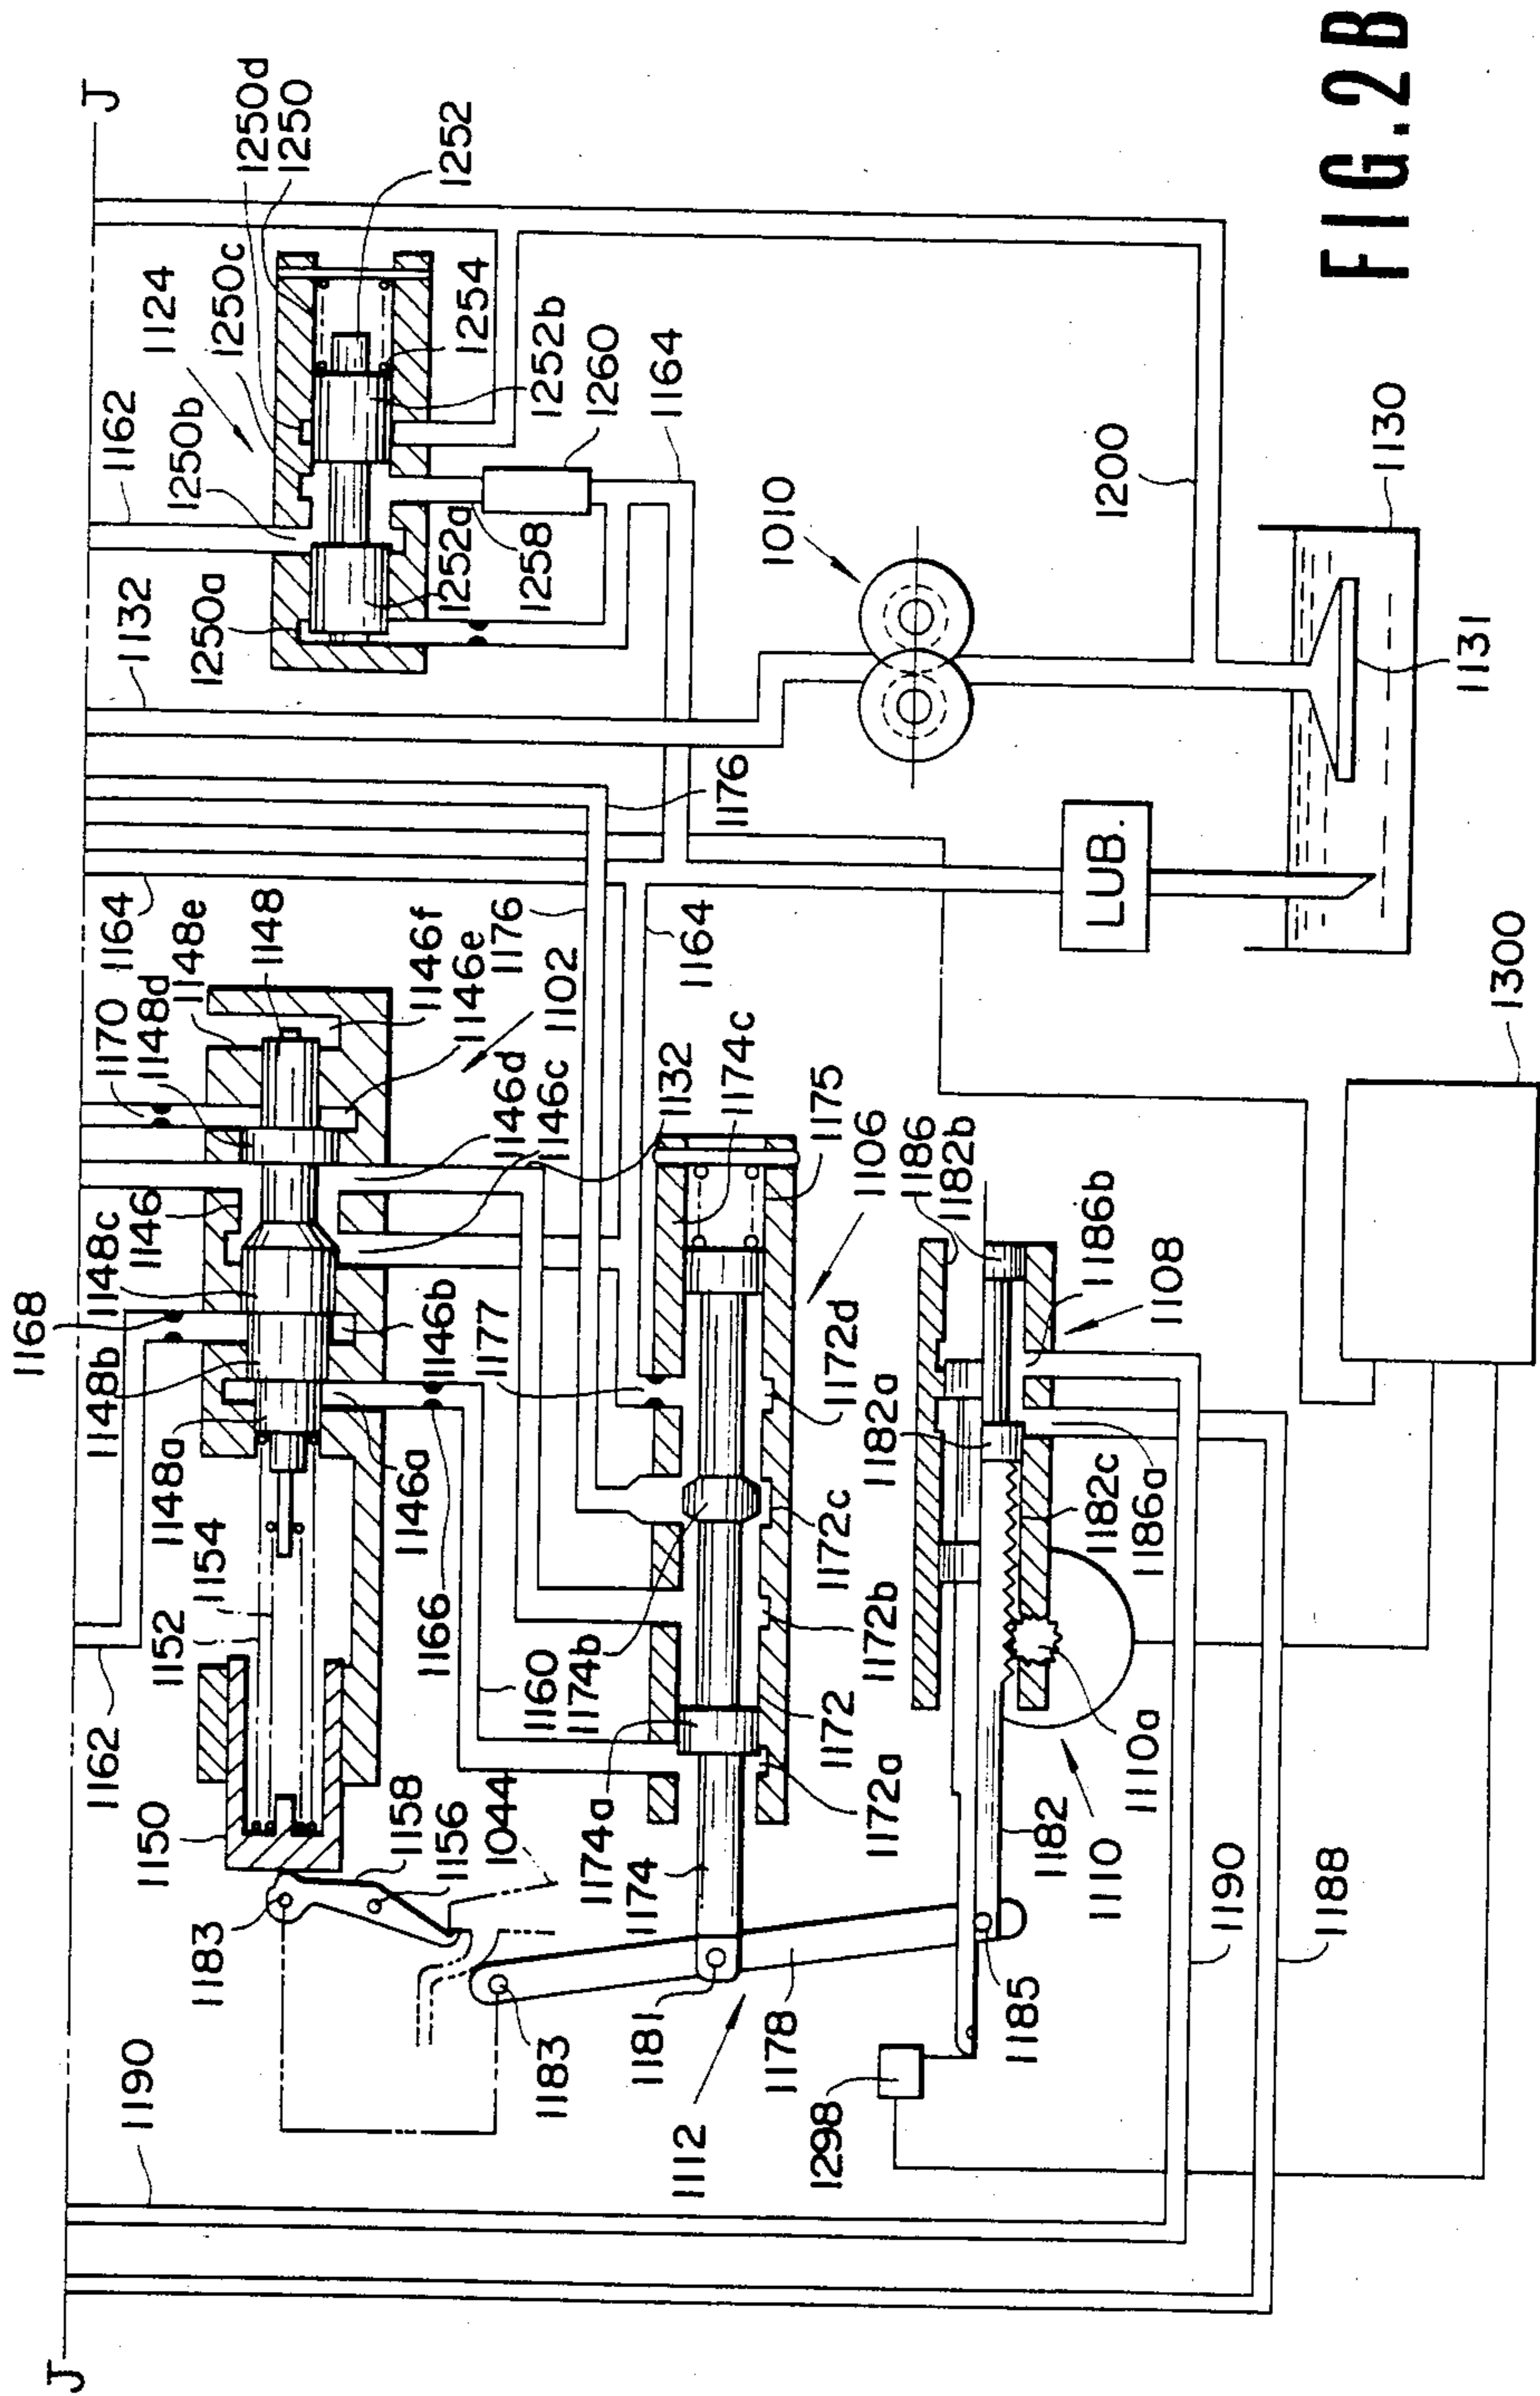 J
1190
1162
1168
1170
1164
1132
1162
1124
1250d
1250
J
1150
1152
1154
1148a
1148b
1148c
1146
1148d
1148e
1148
1250a
1250b
1250c
1183
1158
1156
1044
1166
1146a
1177
1146b
1146c
1146d
1102
1146e
1146f
1176
1176
1252a
1258
1252b
1254
1252
1183
1160
1174b
1132
1164
1260
1164
1181
1174
1174a
1174c
1010
1112
1178
1172a
1172
1172b
1172c
1172d
1175
1106
1298
1185
1182
1182a
1186
1182b
1200
1110
1110a
1182c
1186a
1186b
1108
LUB.
1130
1190
1188
1131
1300
FIG.2B